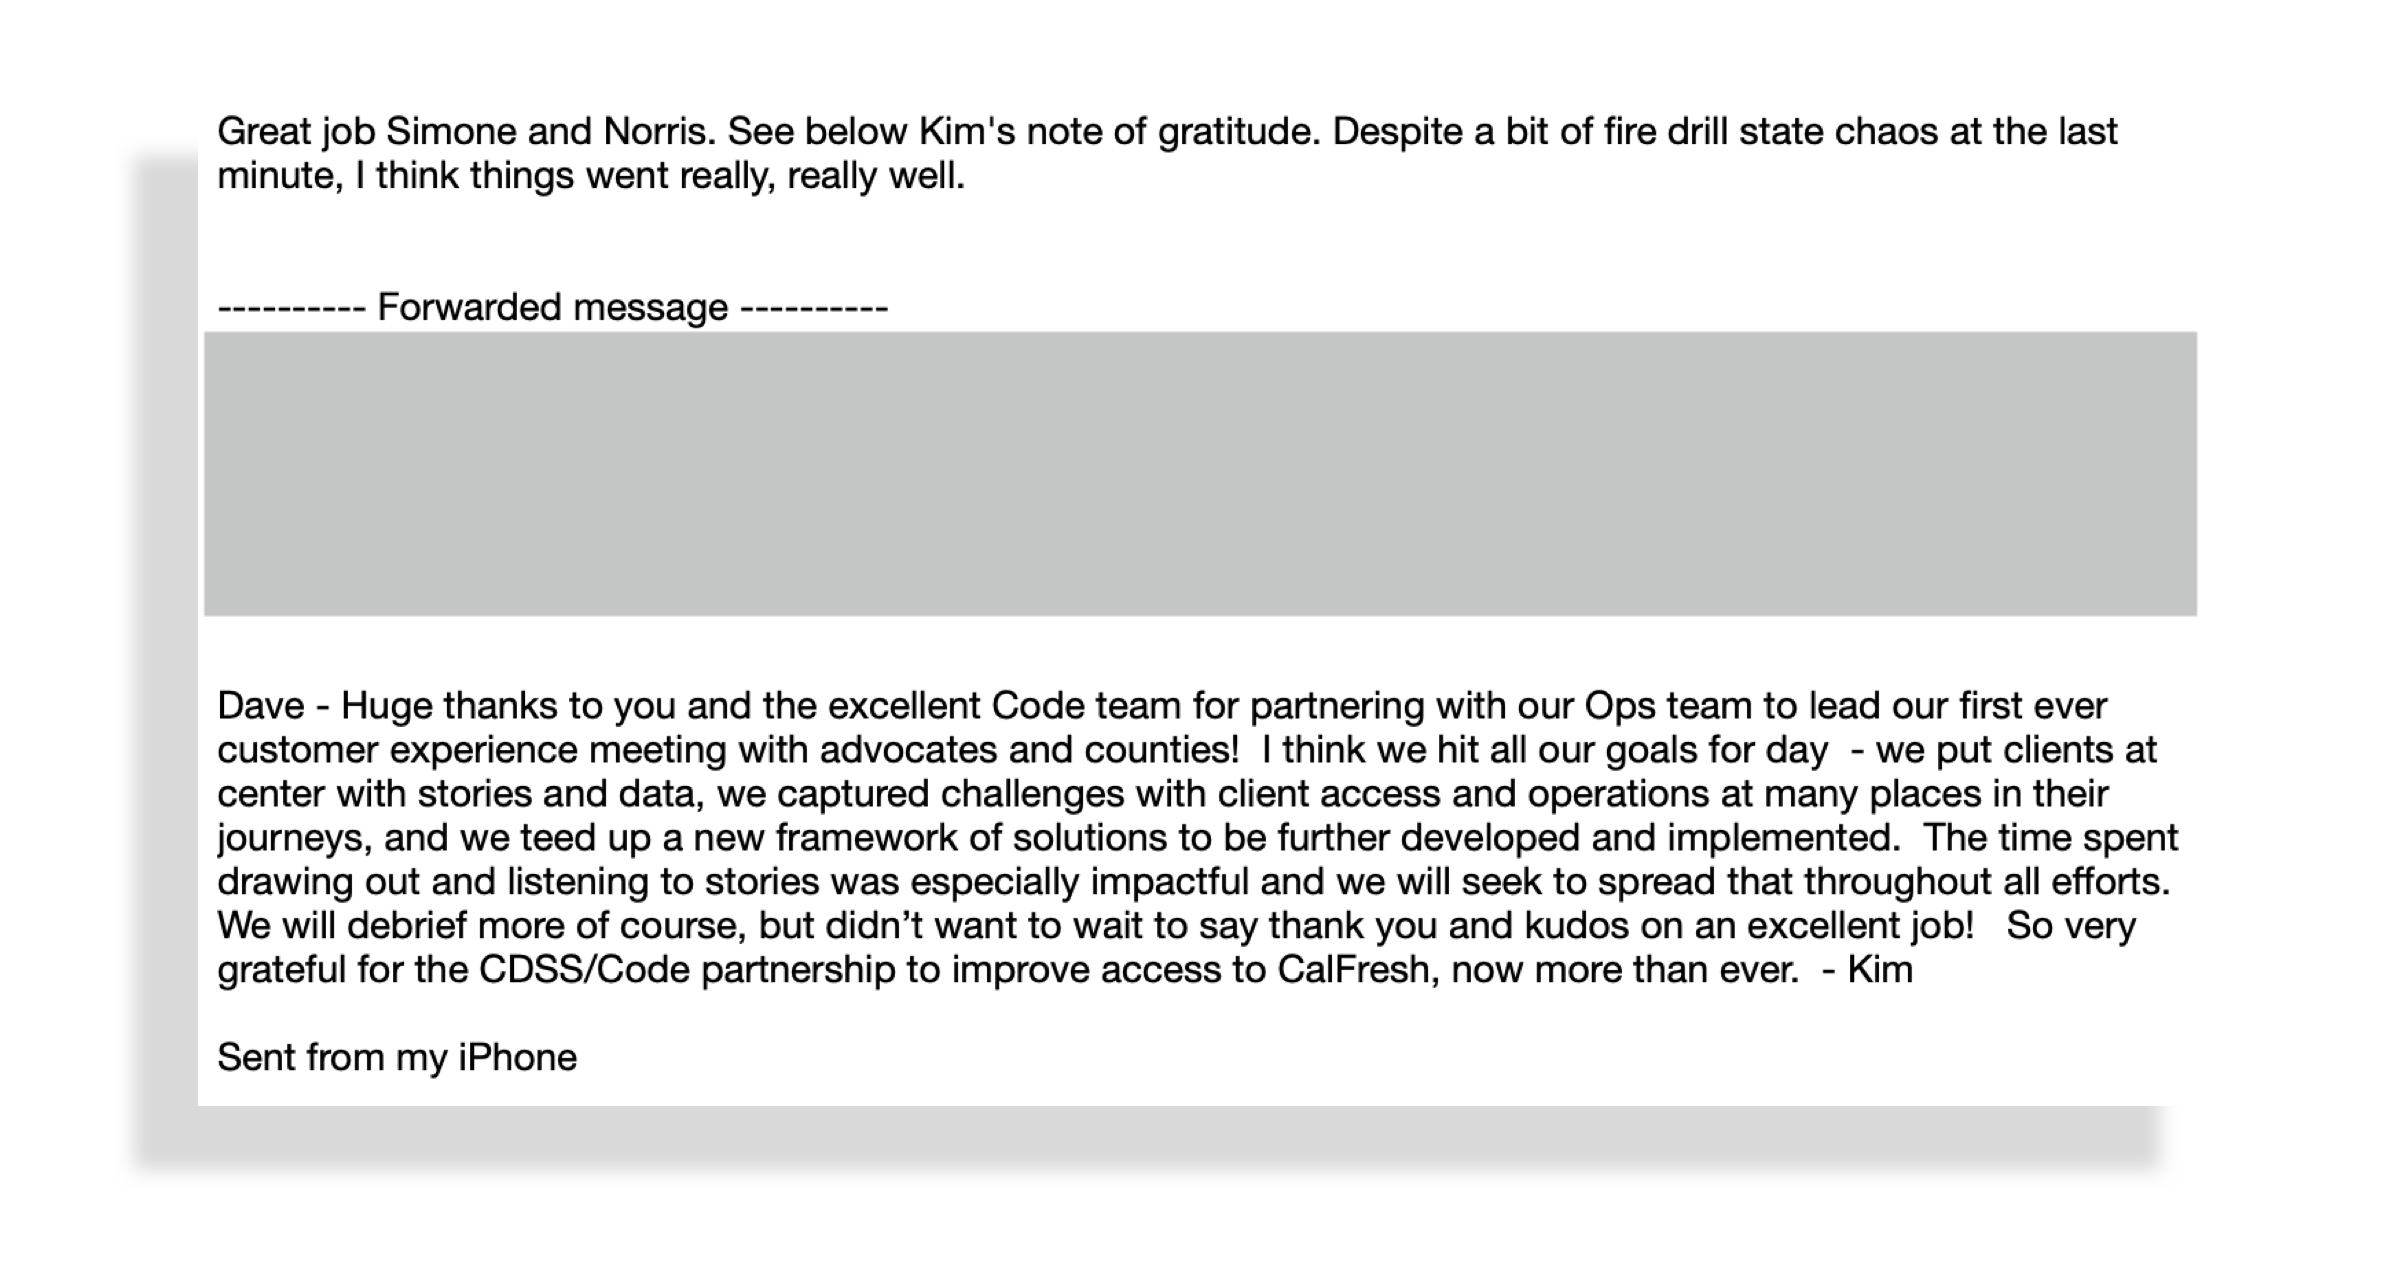 Great job Simone and Norris. See below Kim's note of gratitude. Despite a bit of fire drill state chaos at the last
minute, I think things went really, really well.
---------- Forwarded message ----------
Dave - Huge thanks to you and the excellent Code team for partnering with our Ops team to lead our first ever
customer experience meeting with advocates and counties!  I think we hit all our goals for day  - we put clients at
center with stories and data, we captured challenges with client access and operations at many places in their
journeys, and we teed up a new framework of solutions to be further developed and implemented.  The time spent
drawing out and listening to stories was especially impactful and we will seek to spread that throughout all efforts.
We will debrief more of course, but didn’t want to wait to say thank you and kudos on an excellent job!   So very
grateful for the CDSS/Code partnership to improve access to CalFresh, now more than ever.  - Kim
Sent from my iPhone